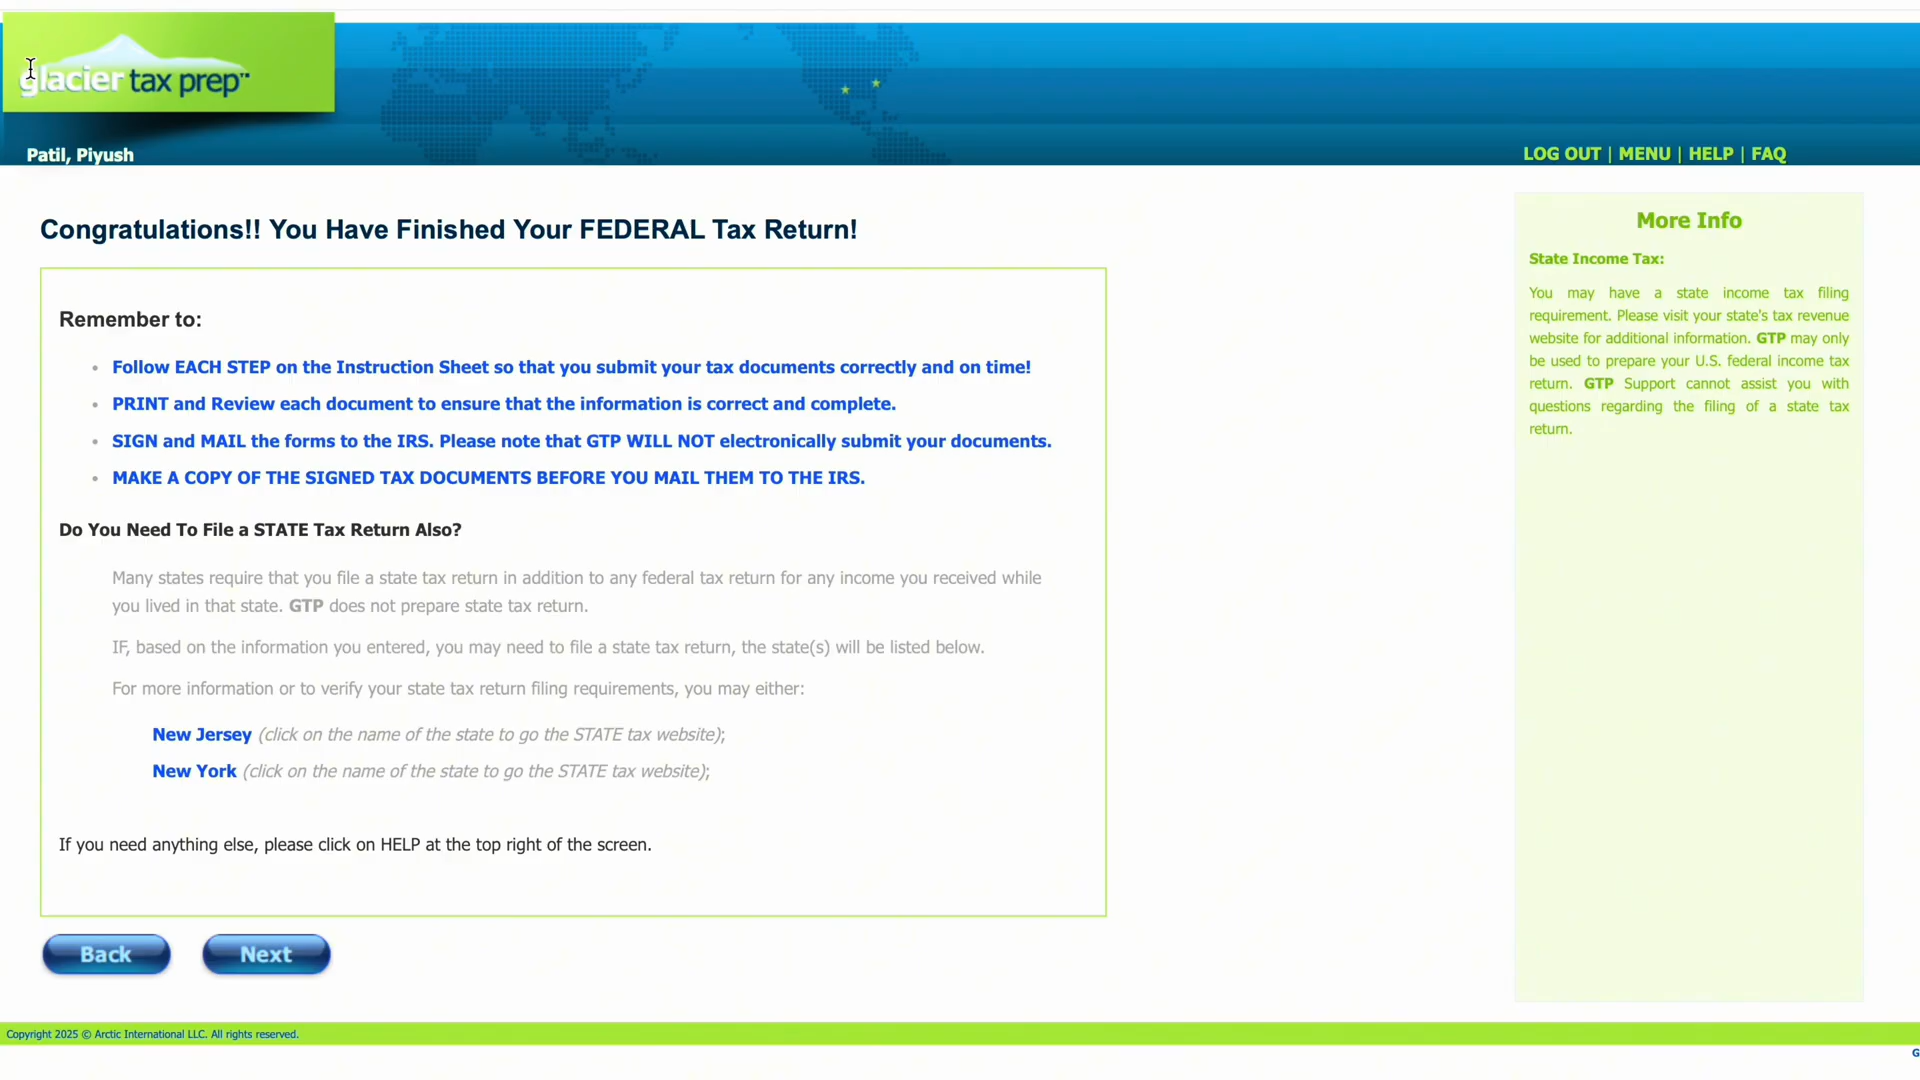 glacier tax prep™
Patil, Piyush
LOG OUT | MENU | HELP | FAQ
Congratulations!! You Have Finished Your FEDERAL Tax Return!
Remember to:
• Follow EACH STEP on the Instruction Sheet so that you submit your tax documents correctly and on time!
• PRINT and Review each document to ensure that the information is correct and complete.
• SIGN and MAIL the forms to the IRS. Please note that GTP WILL NOT electronically submit your documents.
• MAKE A COPY OF THE SIGNED TAX DOCUMENTS BEFORE YOU MAIL THEM TO THE IRS.
Do You Need To File a STATE Tax Return Also?
Many states require that you file a state tax return in addition to any federal tax return for any income you received while
you lived in that state. GTP does not prepare state tax return.
IF, based on the information you entered, you may need to file a state tax return, the state(s) will be listed below.
For more information or to verify your state tax return filing requirements, you may either:
New Jersey (click on the name of the state to go the STATE tax website);
New York (click on the name of the state to go the STATE tax website);
If you need anything else, please click on HELP at the top right of the screen.
Back
Next
More Info
State Income Tax:
You may have a state income tax filing
requirement. Please visit your state's tax revenue
website for additional information. GTP may only
be used to prepare your U.S. federal income tax
return. GTP Support cannot assist you with
questions regarding the filing of a state tax
return.
Copyright 2025 © Arctic International LLC. All rights reserved.
G